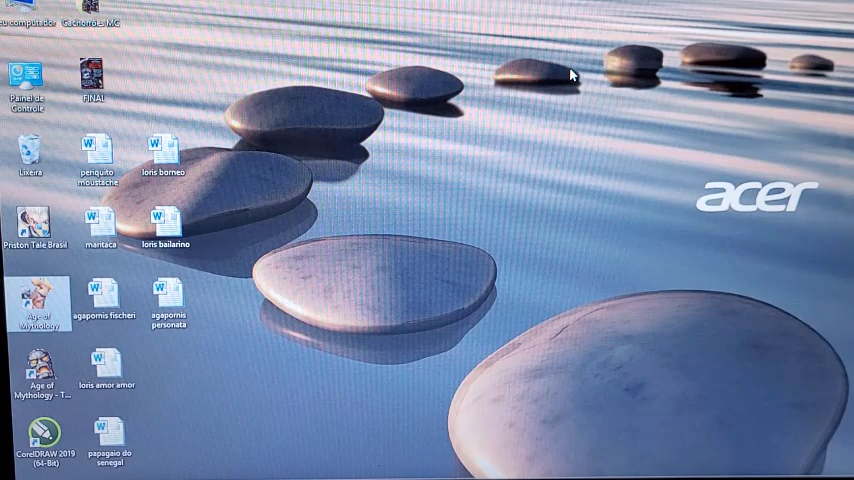 eu computador
Cachorros MC
Painel de
Controle
FINAL
Lixeira
periquito
moustache
loris borneo
Priston Tale Brasil
maritaca
loris bailarino
Age of
Mythology
agapornis fischeri
agapornis
personata
Age of
Mythology - T...
loris amor amor
CorelDRAW 2019
(64-Bit)
papagaio do
senegal
acer